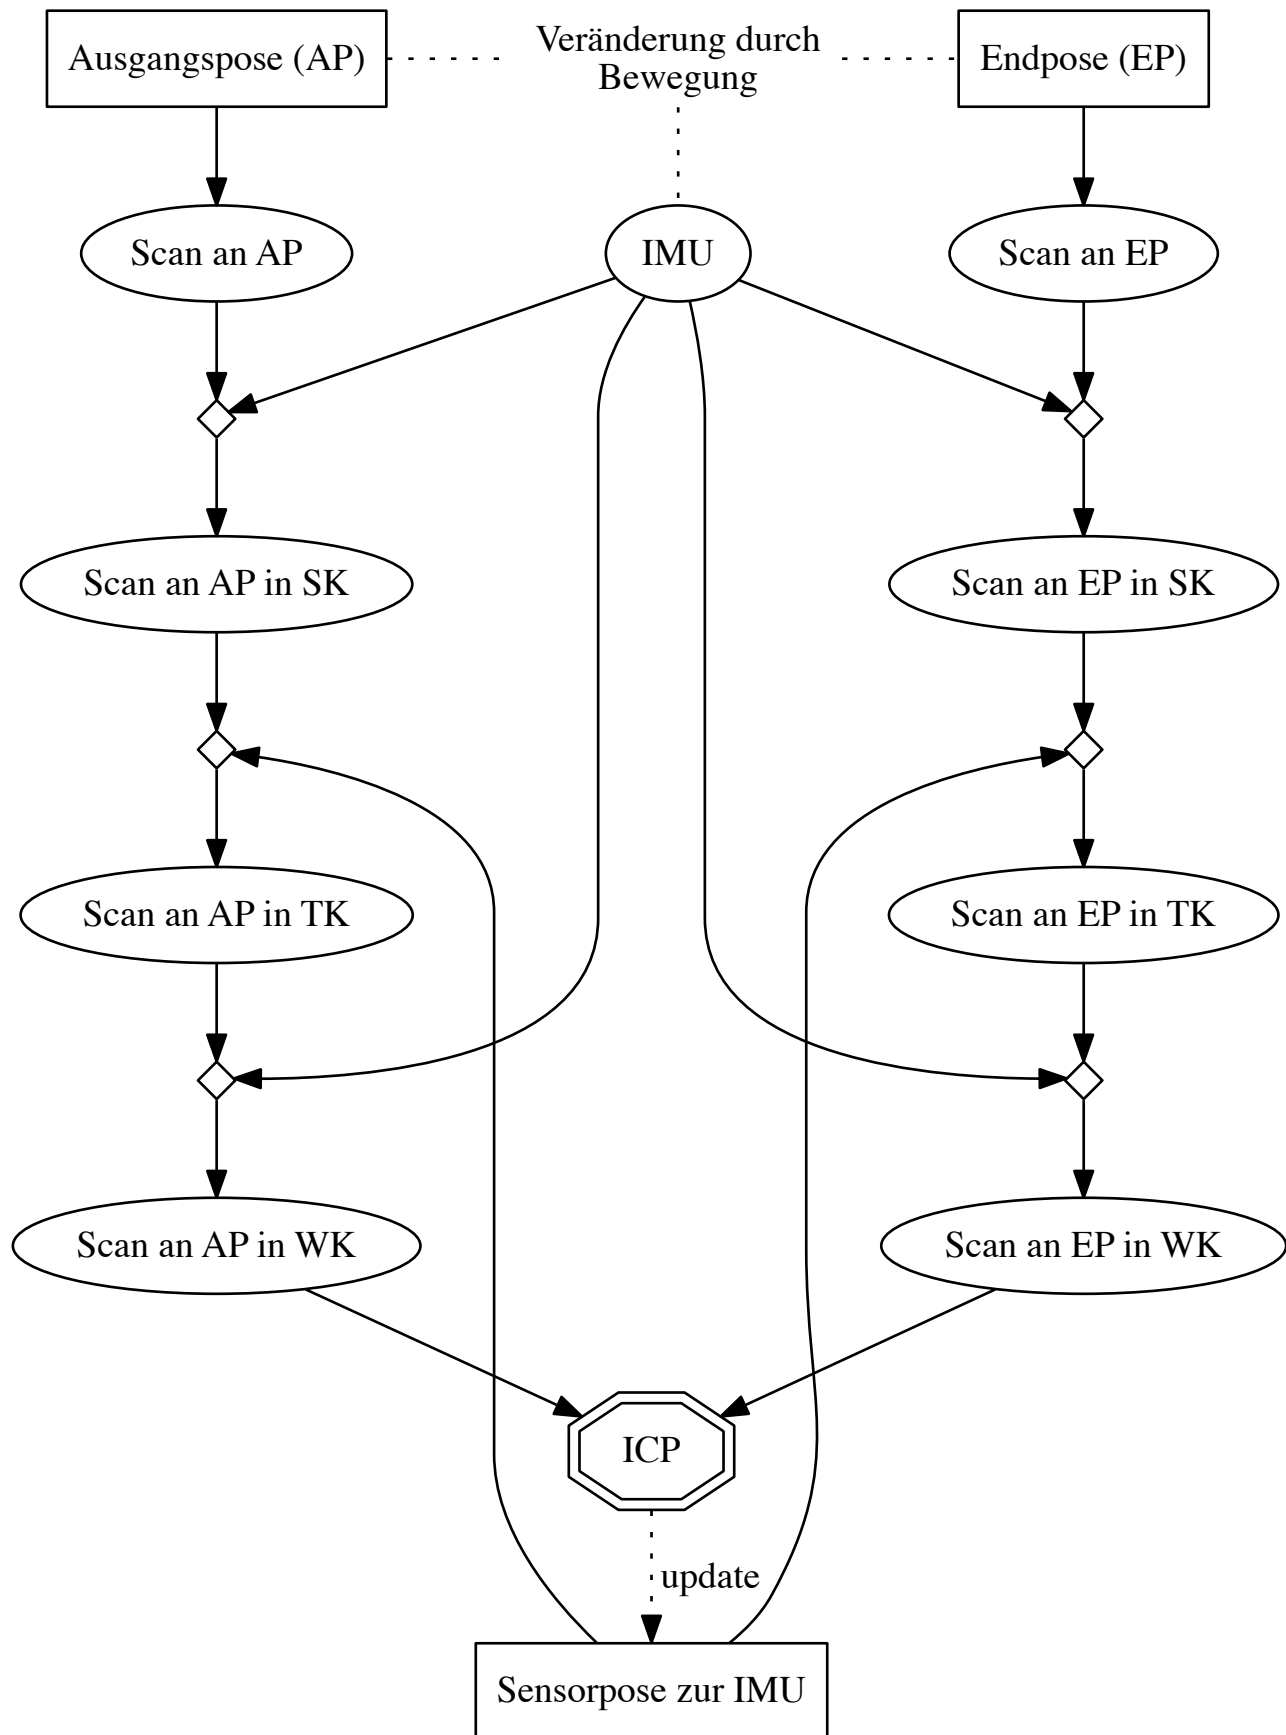 Ausgangspose (AP)
Veränderung durch
Bewegung
Endpose (EP)
Scan an AP
IMU
Scan an EP
Scan an AP in SK
Scan an EP in SK
Scan an AP in TK
Scan an EP in TK
Scan an AP in WK
Scan an EP in WK
ICP
update
Sensorpose zur IMU